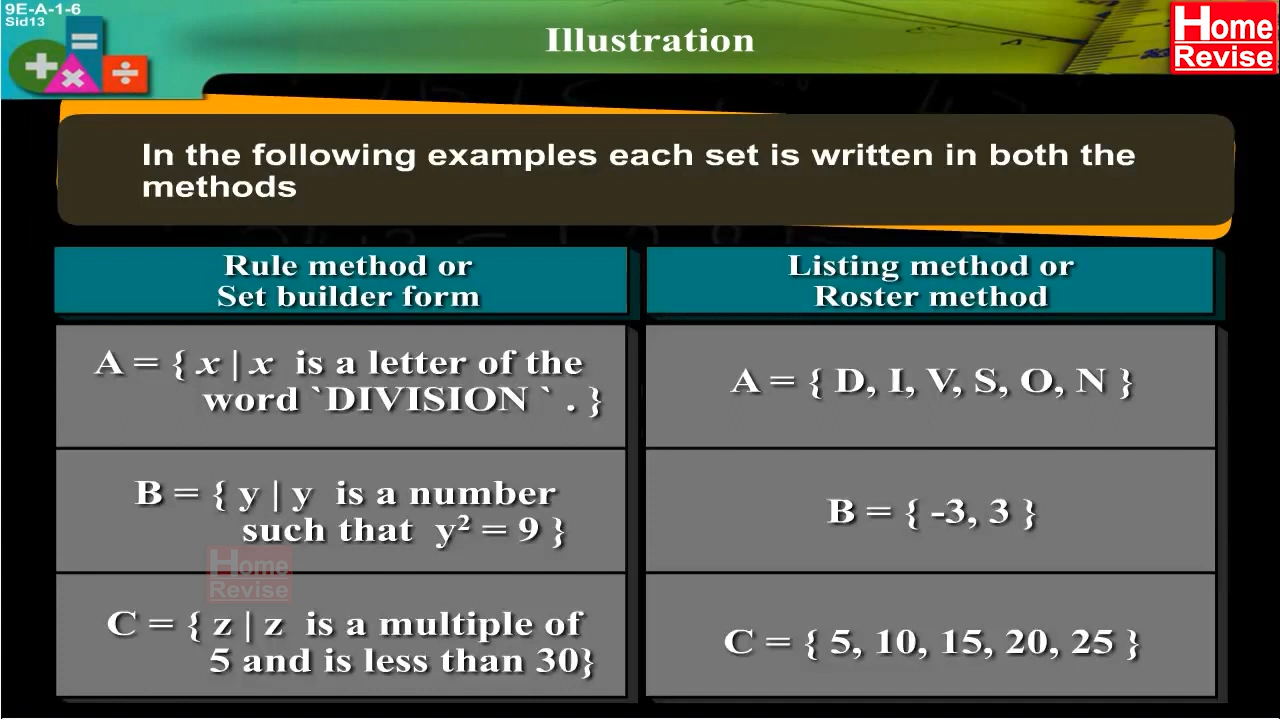 9E-A-1-6
Sid13
Illustration
Home
Revise
In the following examples each set is written in both the
methods
Rule method or
Set builder form
Listing method or
Roster method
A = { x | x is a letter of the
word `DIVISION ` . }
A = { D, I, V, S, O, N }
B = { y | y is a number
such that y² = 9 }
B = { -3, 3 }
Home
Revise
C = { z | z is a multiple of
5 and is less than 30}
C = { 5, 10, 15, 20, 25 }